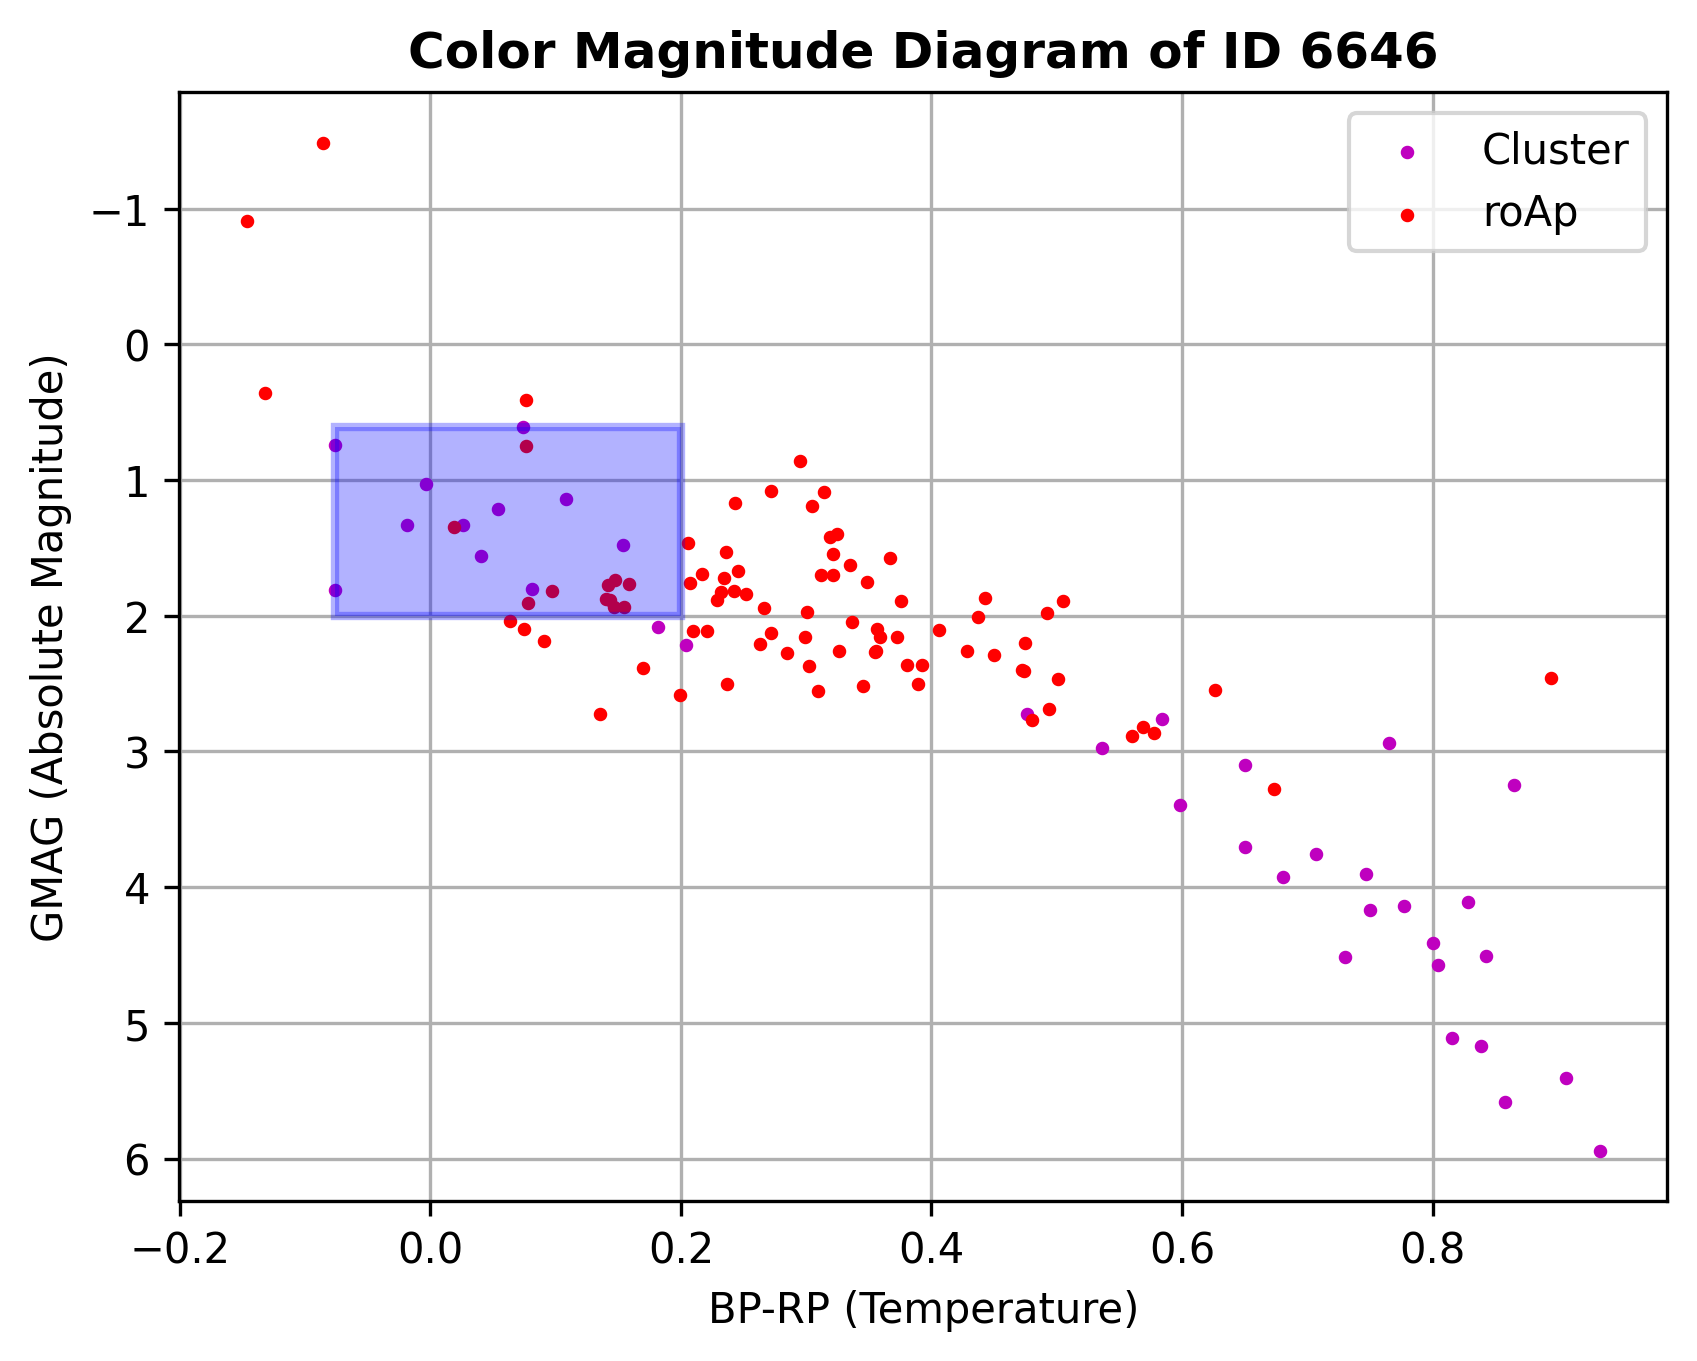 Color Magnitude Diagram of ID 6646
Cluster
roAp
GMAG (Absolute Magnitude)
−1
0
1
2
3
4
5
6
−0.2 0.0 0.2 0.4 0.6 0.8
BP-RP (Temperature)